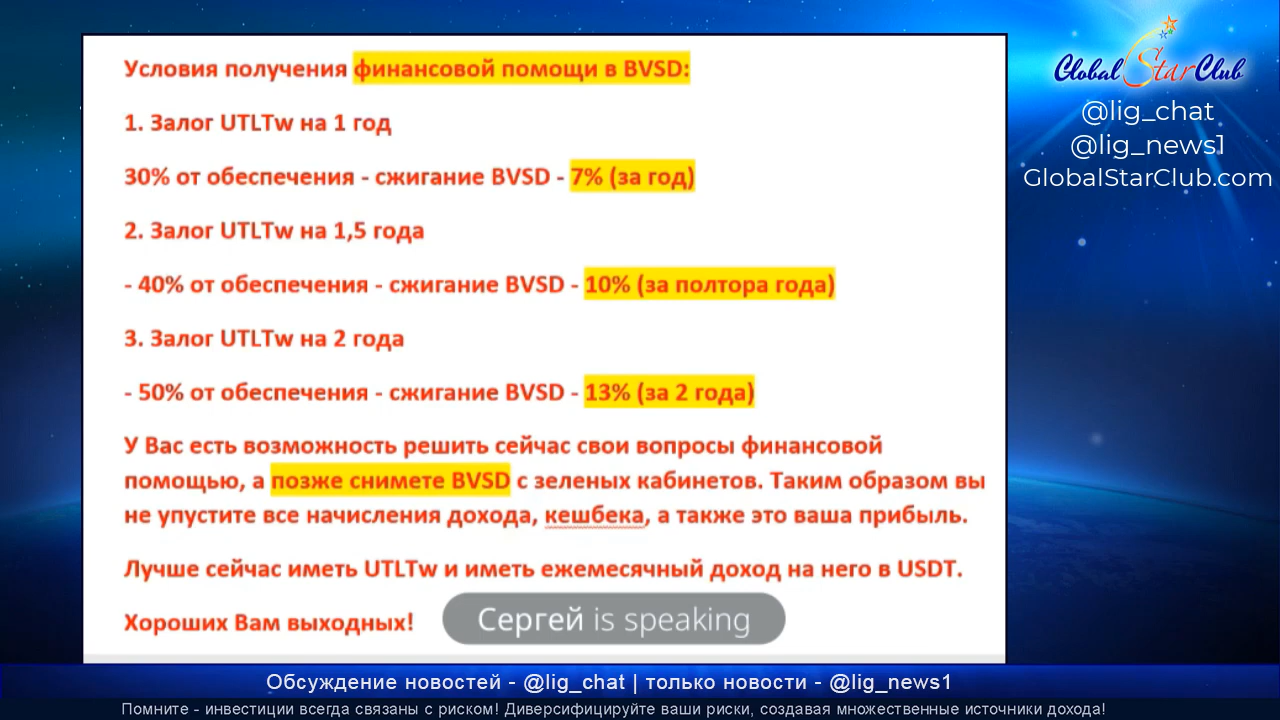 Условия получения финансовой помощи в BVSD:
1. Залог UTLTw на 1 год
30% от обеспечения - сжигание BVSD - 7% (за год)
2. Залог UTLTw на 1,5 года
- 40% от обеспечения - сжигание BVSD - 10% (за полтора года)
3. Залог UTLTw на 2 года
- 50% от обеспечения - сжигание BVSD - 13% (за 2 года)
У Вас есть возможность решить сейчас свои вопросы финансовой
помощью, а позже снимете BVSD с зеленых кабинетов. Таким образом вы
не упустите все начисления дохода, кешбека, а также это ваша прибыль.
Лучше сейчас иметь UTLTw и иметь ежемесячный доход на него в USDT.
Хороших Вам выходных!
Сергей is speaking
Global Star Club
@lig_chat
@lig_news1
GlobalStarClub.com
Обсуждение новостей - @lig_chat | только новости - @lig_news1
Помните - инвестиции всегда связаны с риском! Диверсифицируйте ваши риски, создавая множественные источники дохода!